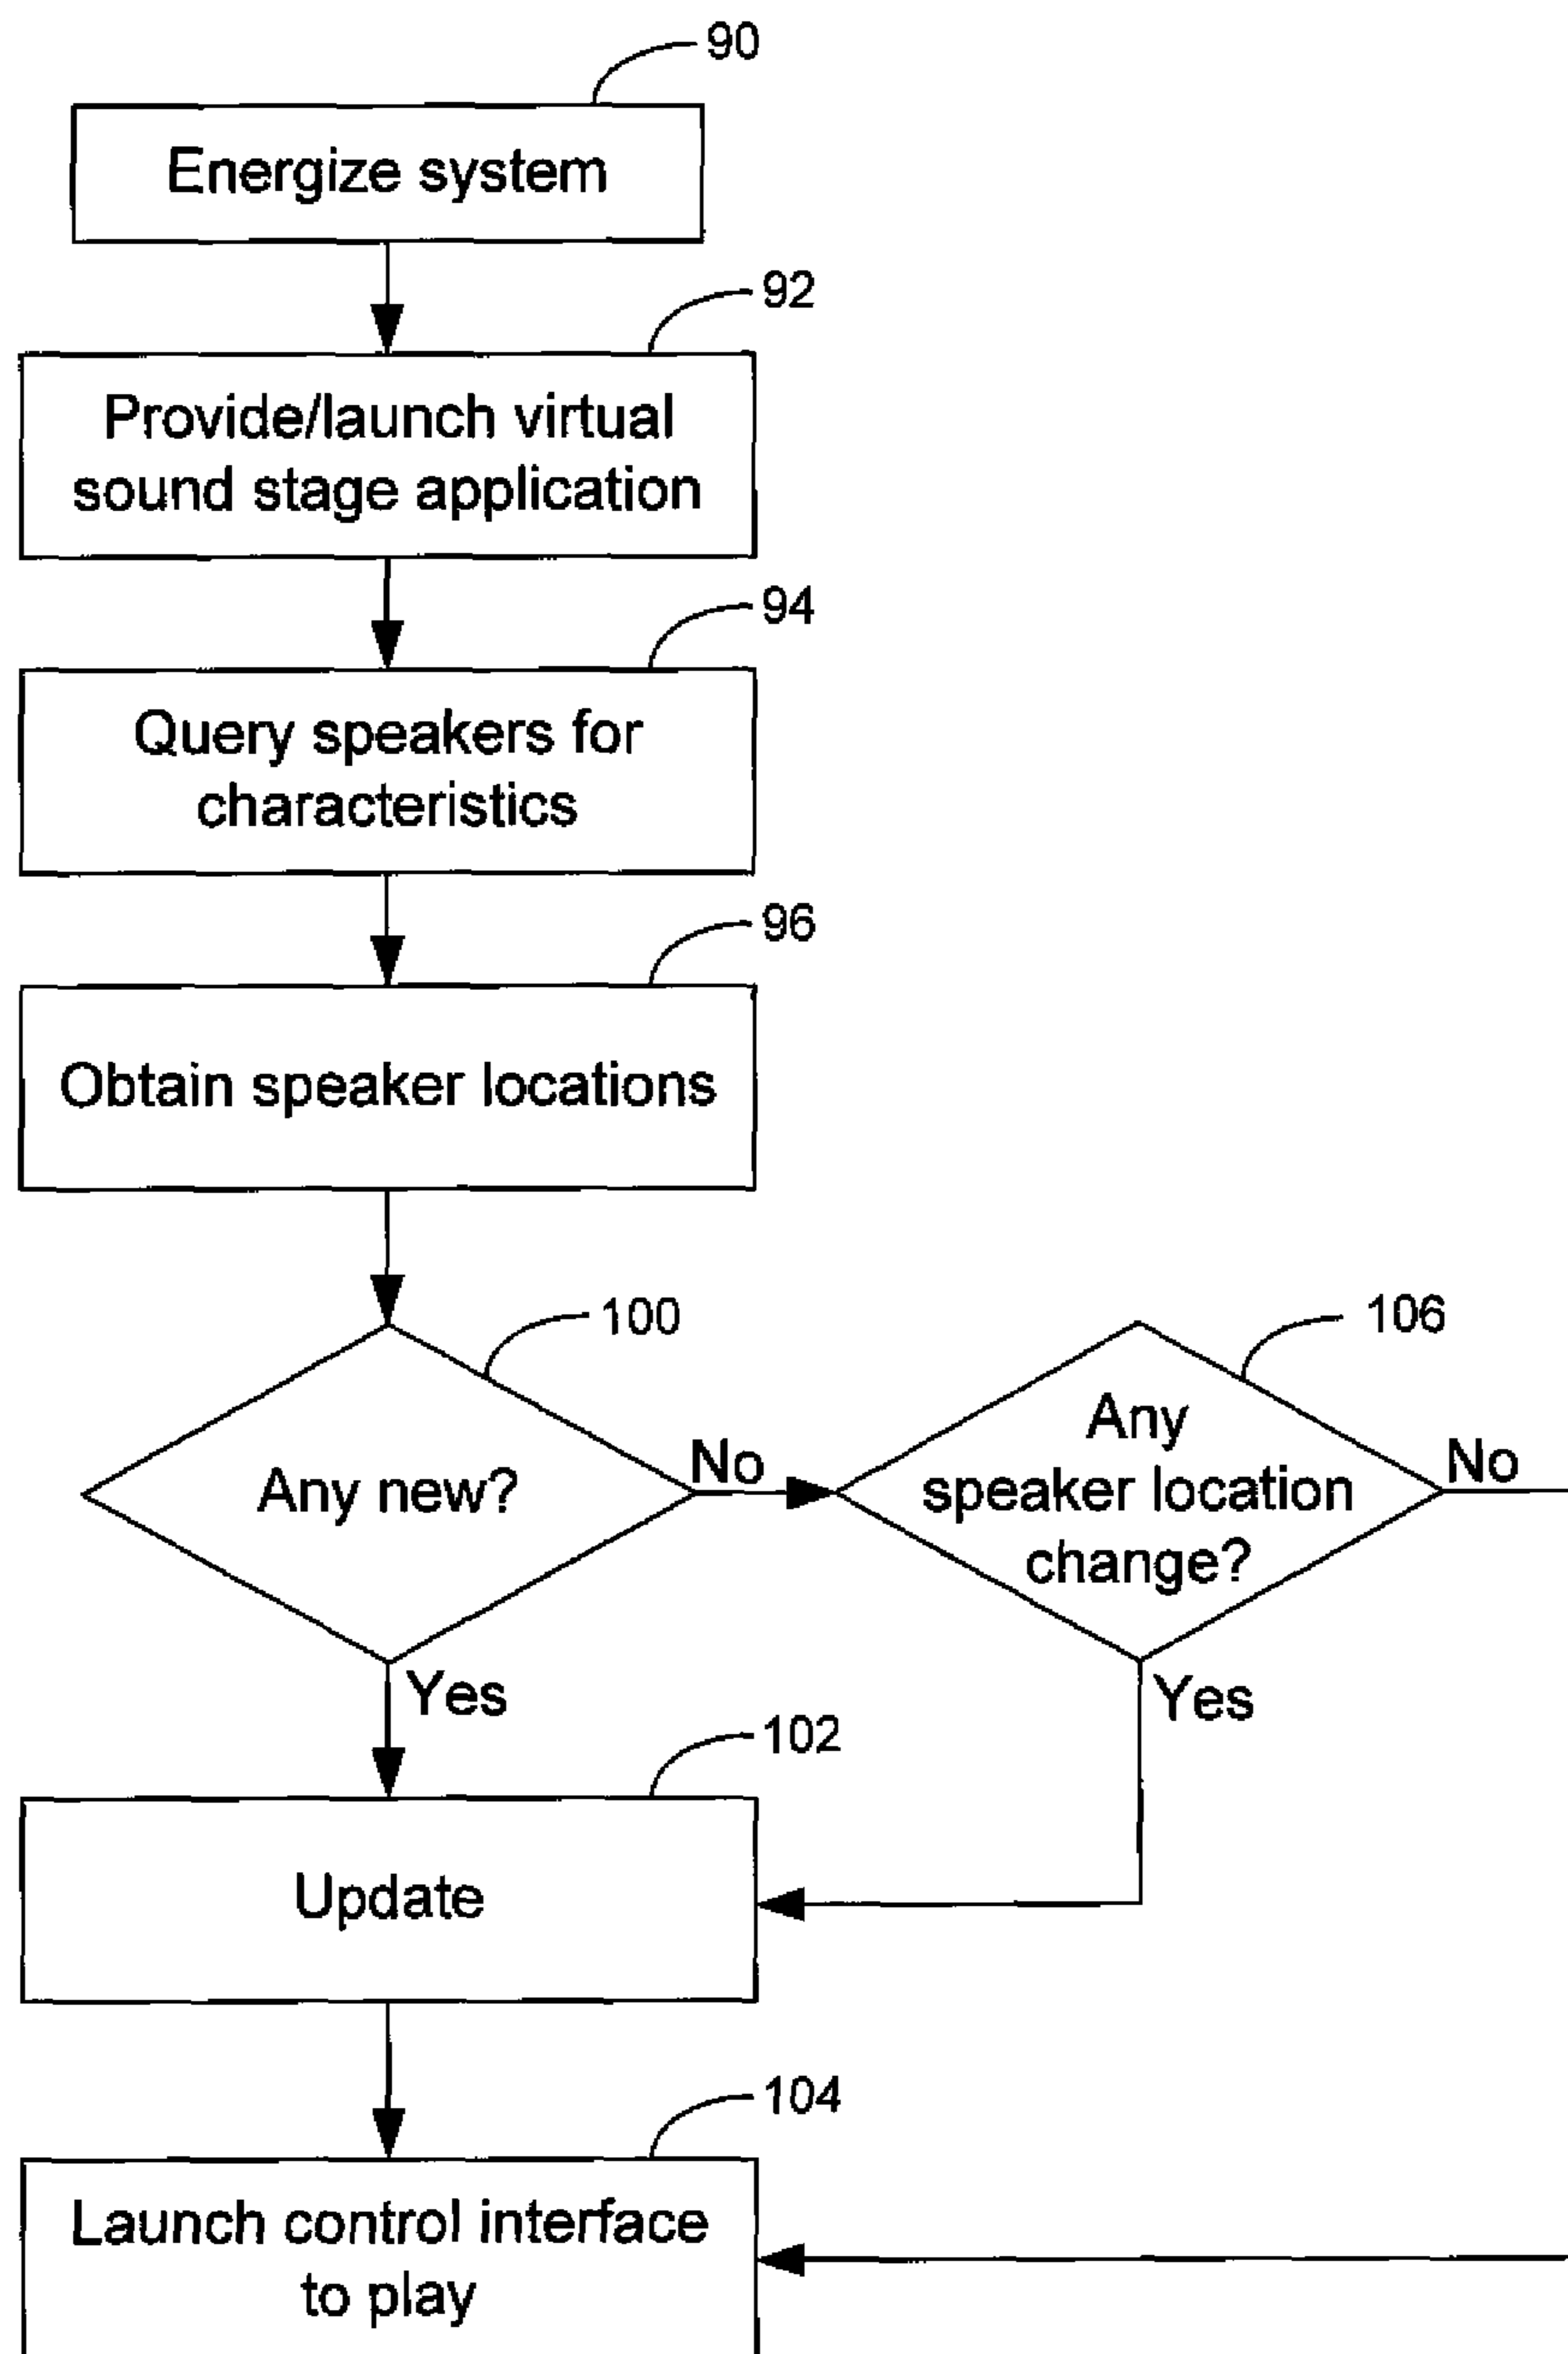 90
Energize system
92
Provide/launch virtual
sound stage application
94
Query speakers for
characteristics
96
Obtain speaker locations
100
Any new?
No
106
Any
speaker location
change?
No
Yes
Yes
102
Update
104
Launch control interface
to play